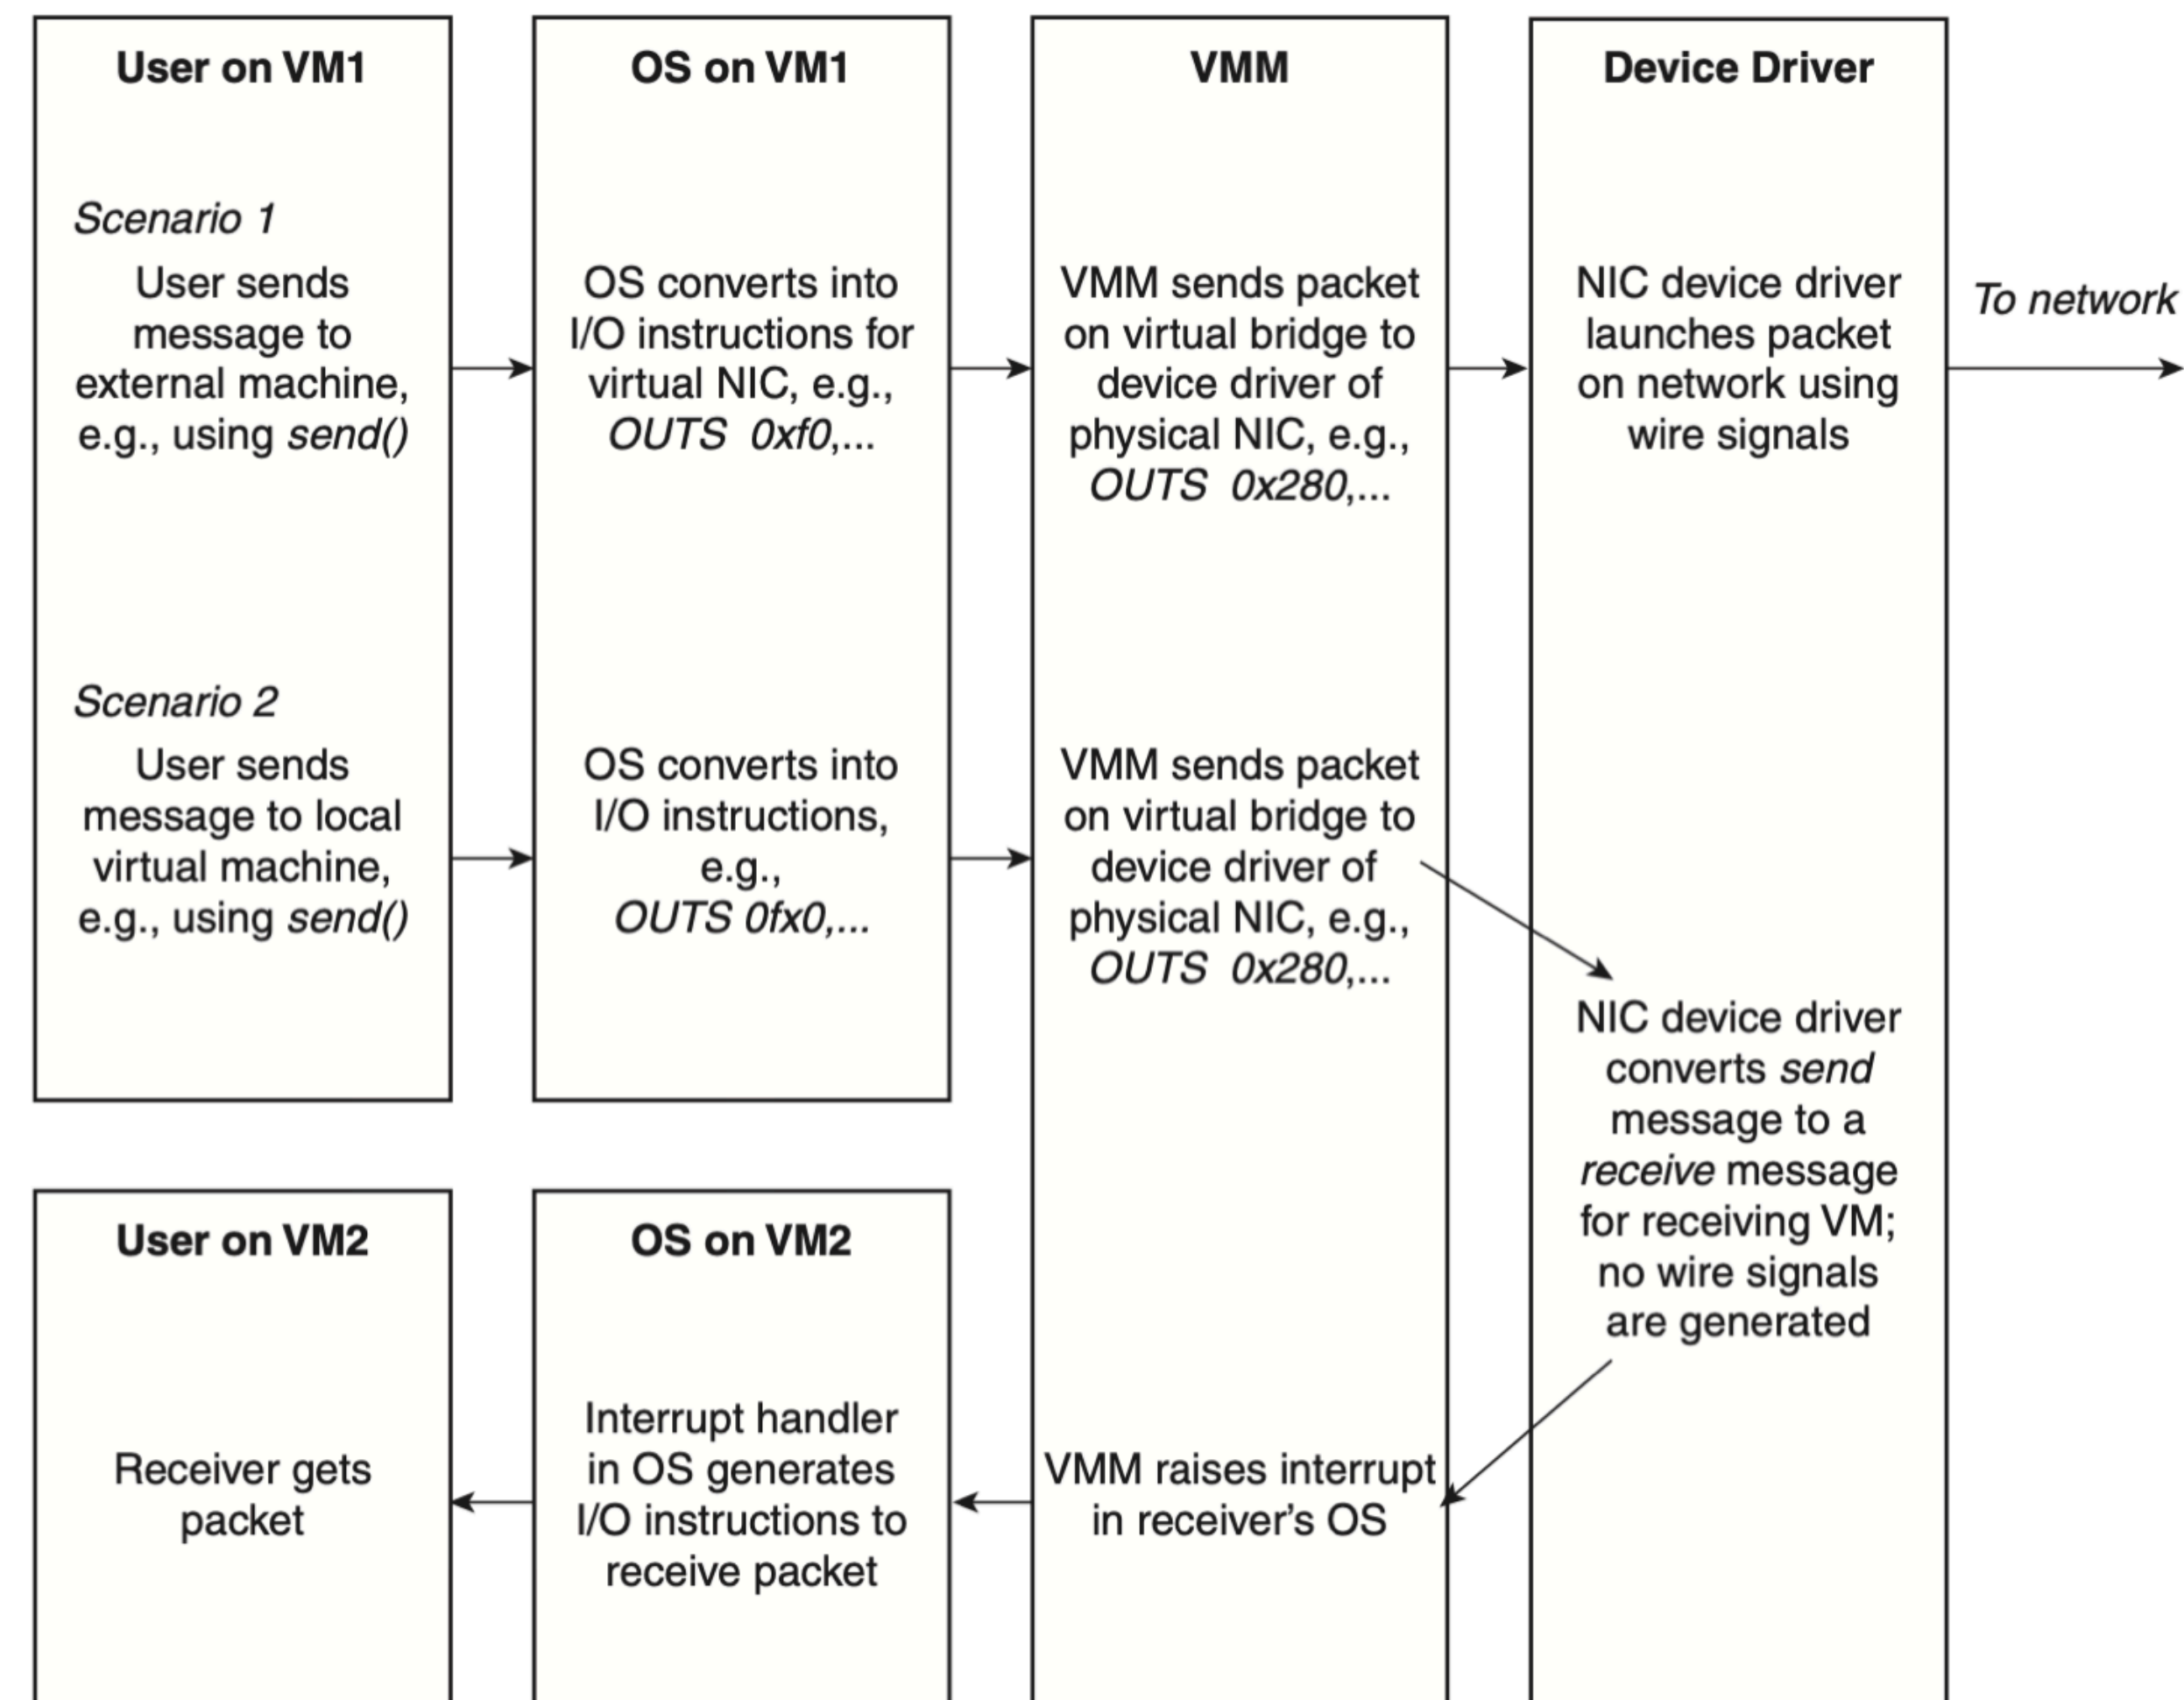 User on VM1
Scenario 1
User sends
message to
external machine,
e.g., using send()
Scenario 2
User sends
message to local
virtual machine,
e.g., using send()
OS on VM1
OS converts into
I/O instructions for
virtual NIC, e.g.,
OUTS 0xf0,...
OS converts into
I/O instructions,
e.g.,
OUTS 0fx0,...
VMM
VMM sends packet
on virtual bridge to
device driver of
physical NIC, e.g.,
OUTS 0x280,...
VMM sends packet
on virtual bridge to
device driver of
physical NIC, e.g.,
OUTS 0x280,...
VMM raises interrupt
in receiver's OS
Device Driver
NIC device driver
launches packet
on network using
wire signals
To network
NIC device driver
converts send
message to a
receive message
for receiving VM;
no wire signals
are generated
User on VM2
Receiver gets
packet
OS on VM2
Interrupt handler
in OS generates
I/O instructions to
receive packet